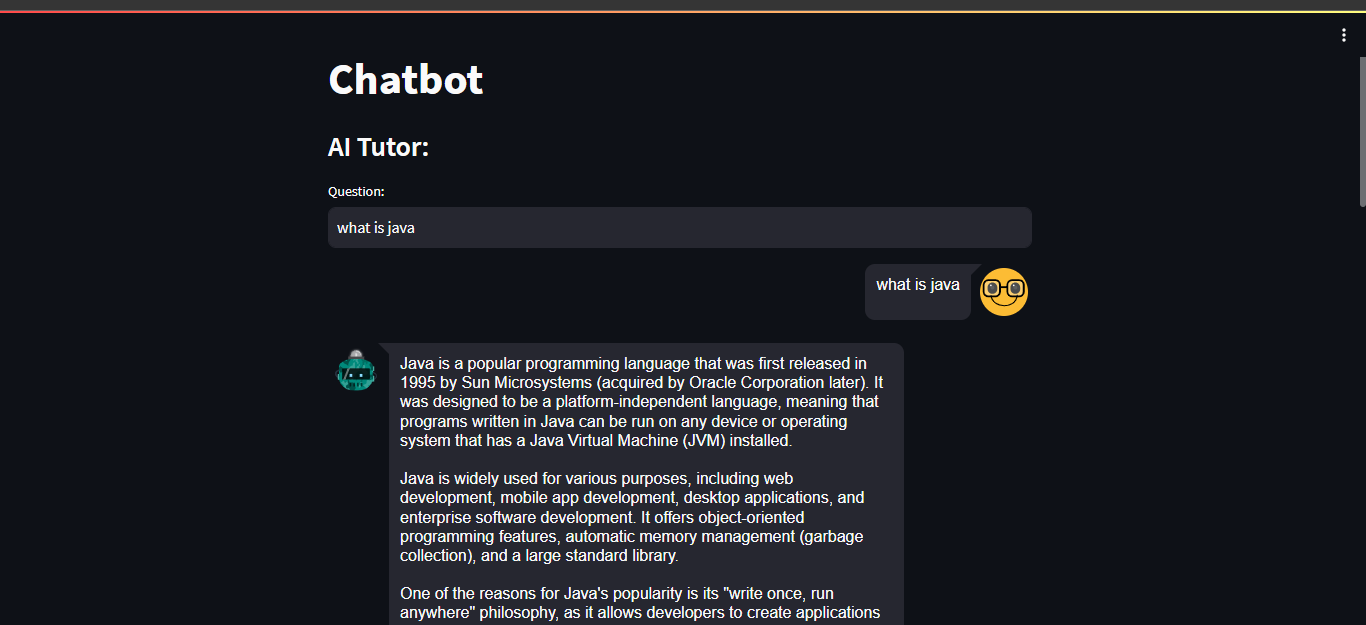 Chatbot
AI Tutor:
Question:
what is java
what is java
Java is a popular programming language that was first released in
1995 by Sun Microsystems (acquired by Oracle Corporation later). It
was designed to be a platform-independent language, meaning that
programs written in Java can be run on any device or operating
system that has a Java Virtual Machine (JVM) installed.
Java is widely used for various purposes, including web
development, mobile app development, desktop applications, and
enterprise software development. It offers object-oriented
programming features, automatic memory management (garbage
collection), and a large standard library.
One of the reasons for Java's popularity is its "write once, run
anywhere" philosophy, as it allows developers to create applications